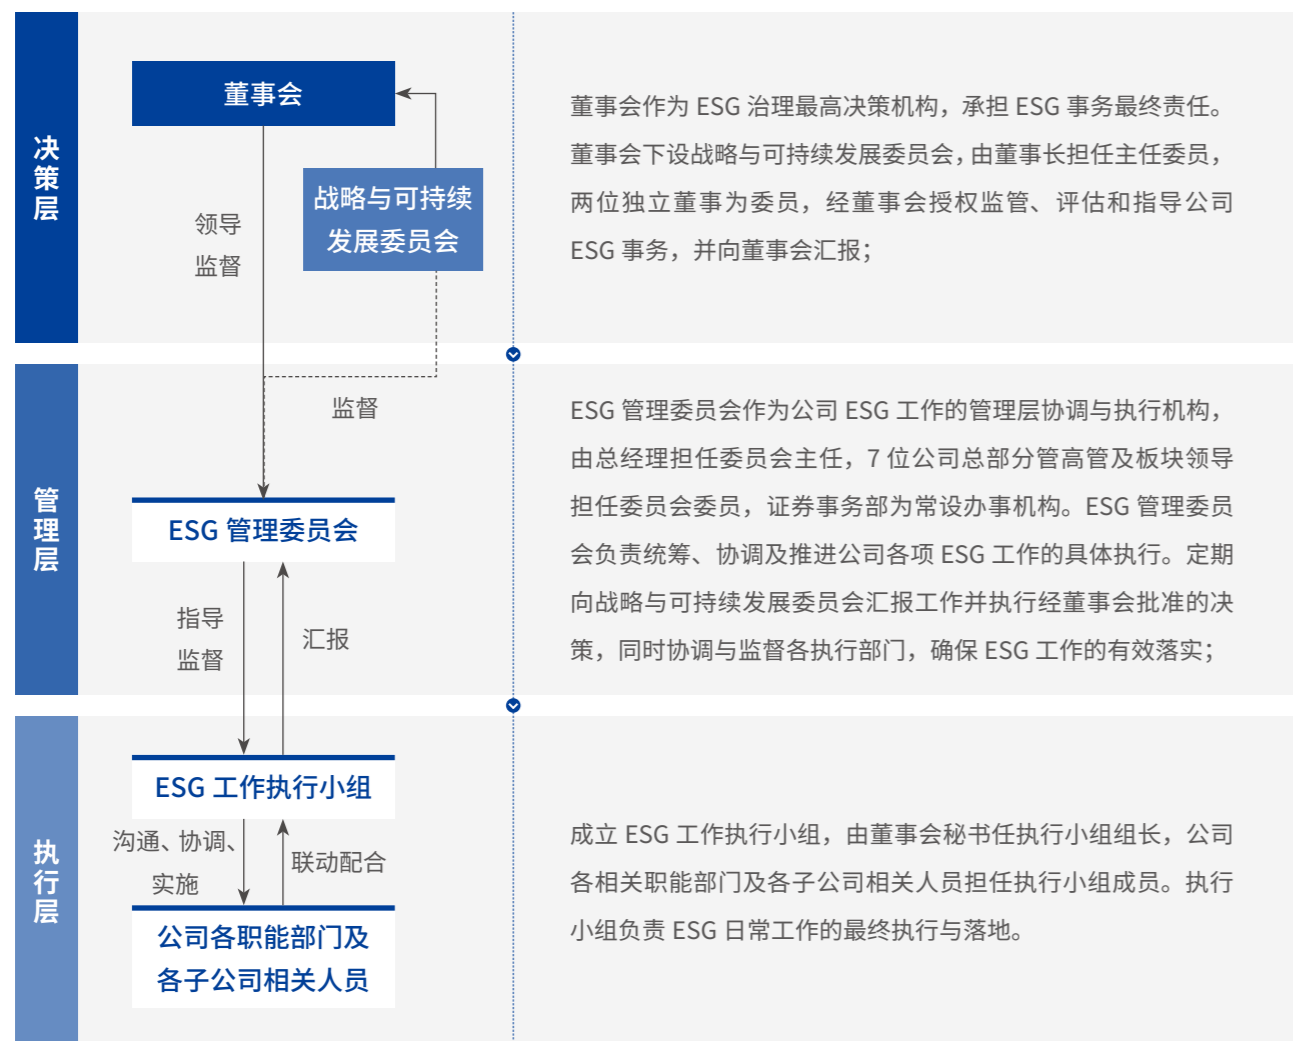 决策层
董事会
战略与可持续
发展委员会
领导
监督
董事会作为 ESG 治理最高决策机构，承担 ESG 事务最终责任。
董事会下设战略与可持续发展委员会，由董事长担任主任委员，
两位独立董事为委员，经董事会授权监管、评估和指导公司
ESG 事务，并向董事会汇报；
管理层
监督
ESG 管理委员会
指导
监督
汇报
ESG 管理委员会作为公司 ESG 工作的管理层协调与执行机构，
由总经理担任委员会主任，7 位公司总部分管高管及板块领导
担任委员会委员，证券事务部为常设办事机构。ESG 管理委员
会负责统筹、协调及推进公司各项 ESG 工作的具体执行。定期
向战略与可持续发展委员会汇报工作并执行经董事会批准的决
策，同时协调与监督各执行部门，确保 ESG 工作的有效落实；
执行层
ESG 工作执行小组
沟通、协调、
实施
联动配合
公司各职能部门及
各子公司相关人员
成立 ESG 工作执行小组，由董事会秘书任执行小组组长，公司
各相关职能部门及各子公司相关人员担任执行小组成员。执行
小组负责 ESG 日常工作的最终执行与落地。